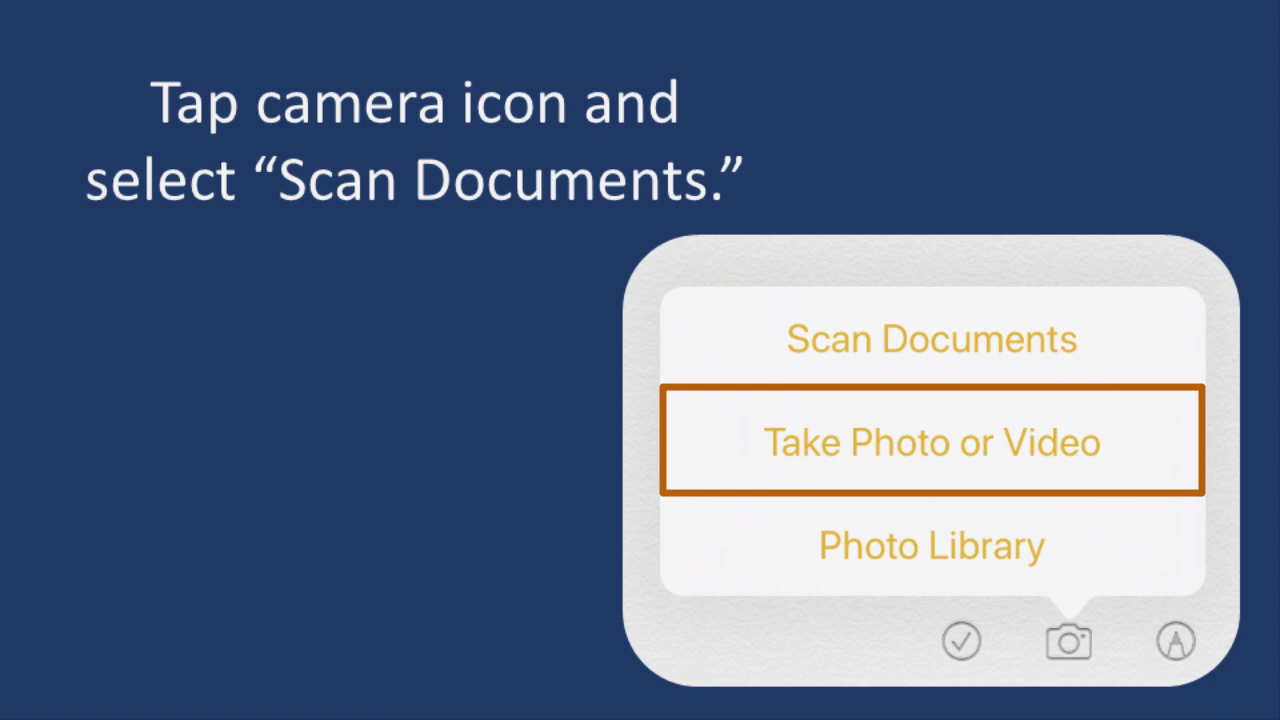 Tap camera icon and
select “Scan Documents.”
Scan Documents
Take Photo or Video
Photo Library